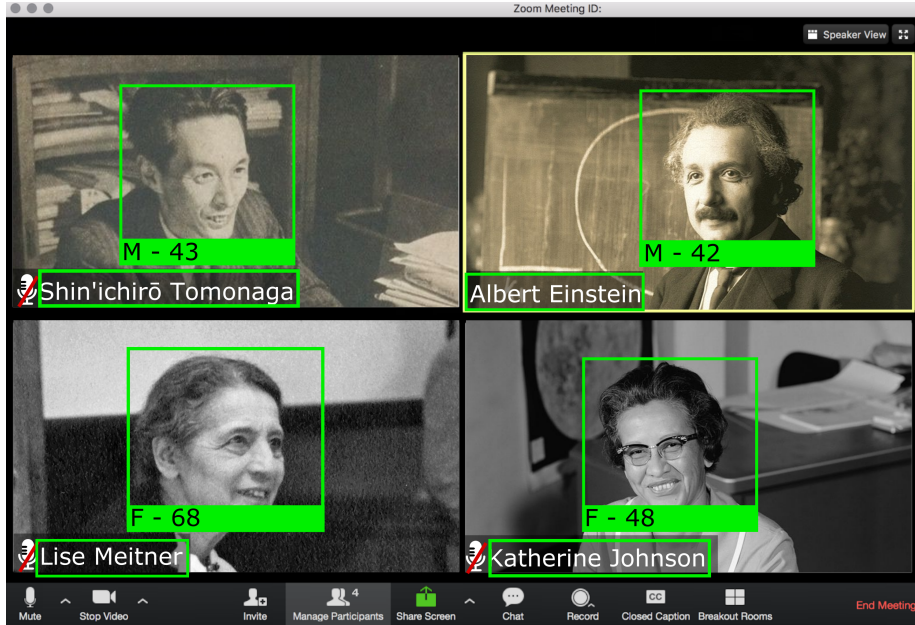 Zoom Meeting ID:
Speaker View
M - 43
Shin'ichirō Tomonaga
M - 42
Albert Einstein
F - 68
Lise Meitner
F - 48
Katherine Johnson
4
Mute
Stop Video
Invite
Manage Participants
Share Screen
Chat
Record
CC
Closed Caption
Breakout Rooms
End Meeting